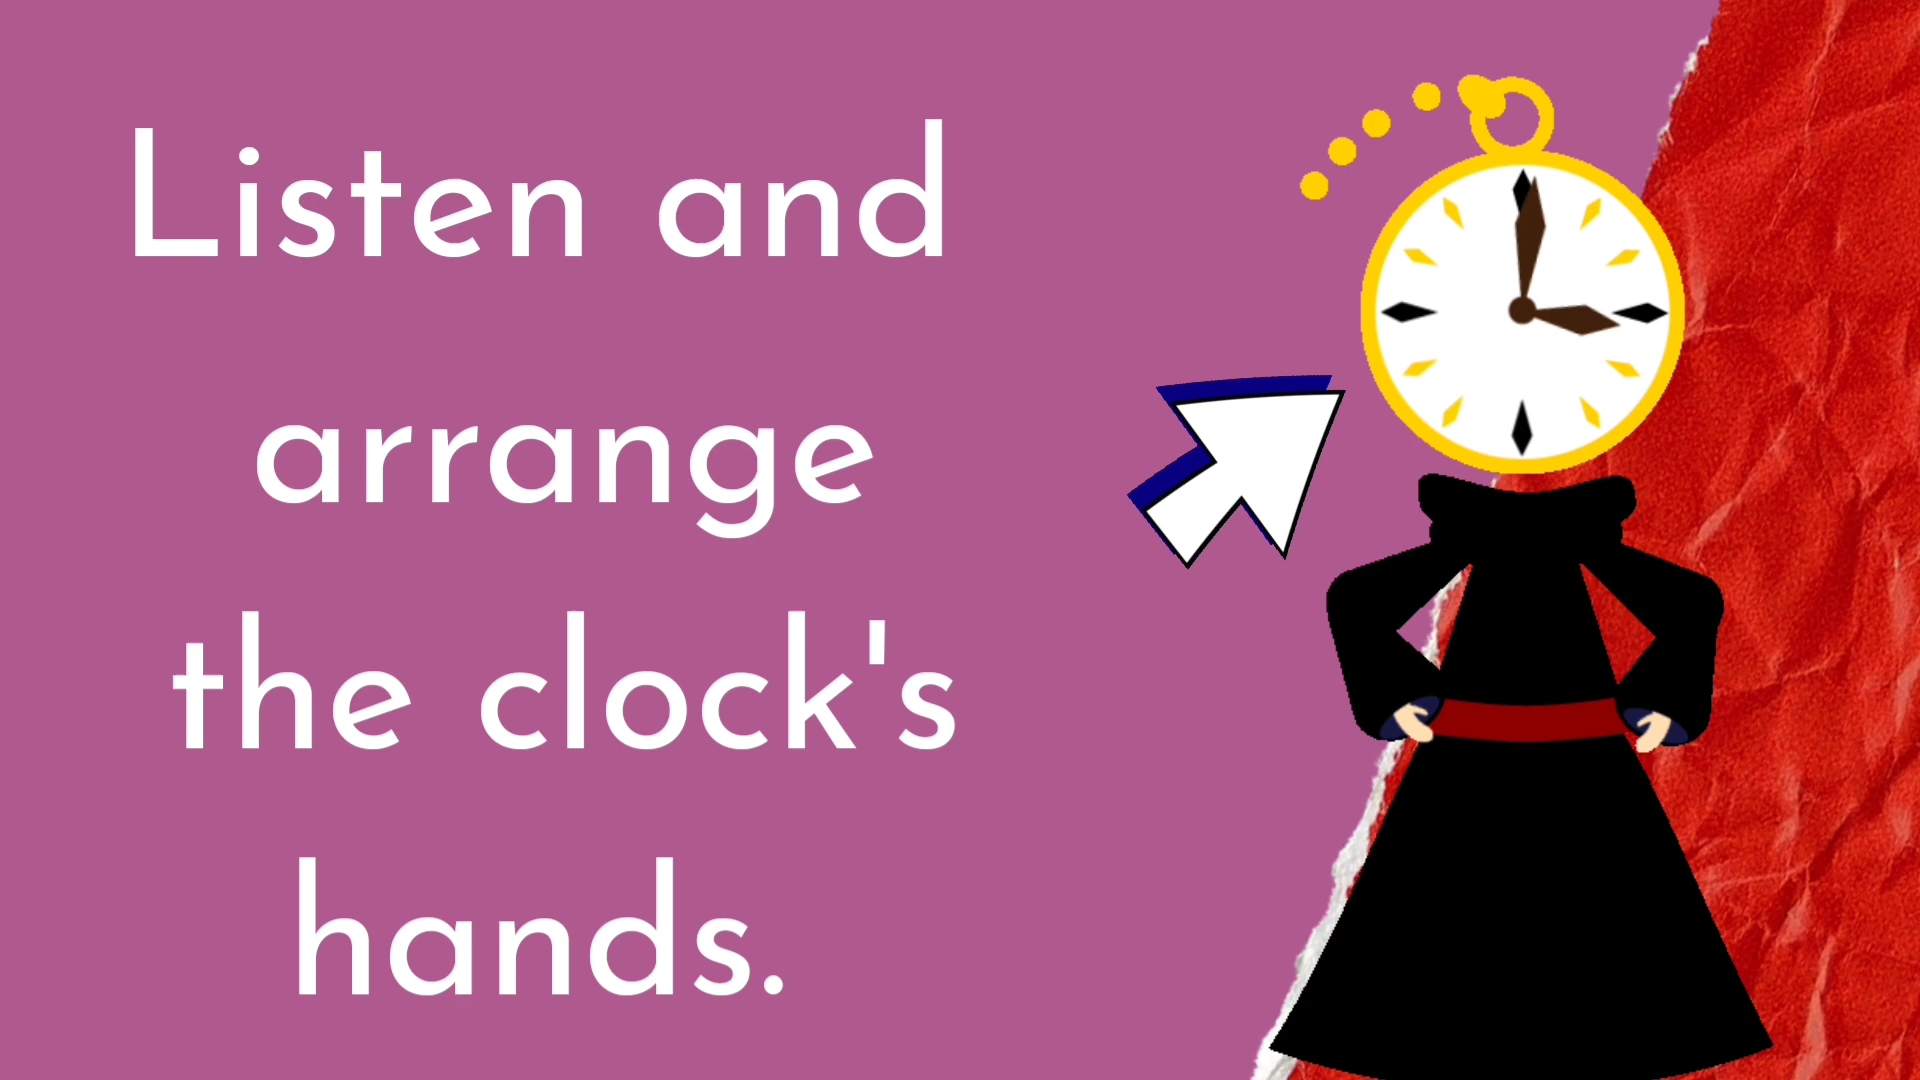 Listen and
arrange
the clock's
hands.